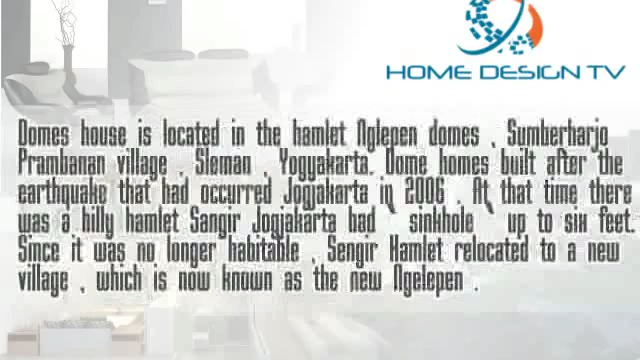 HOME DESIGN TV
Domes house is located in the hamlet Nglepen domes , Sumberharjo
Prambanan village , Sleman , Yogyakarta. Dome homes built after the
earthquake that had occurred Jogjakarta in 2006 . At that time there
was a hilly hamlet Sangir Jogjakarta bad ` sinkhole ` up to six feet.
Since it was no longer habitable , Sengir Hamlet relocated to a new
village , which is now known as the new Ngelepen .